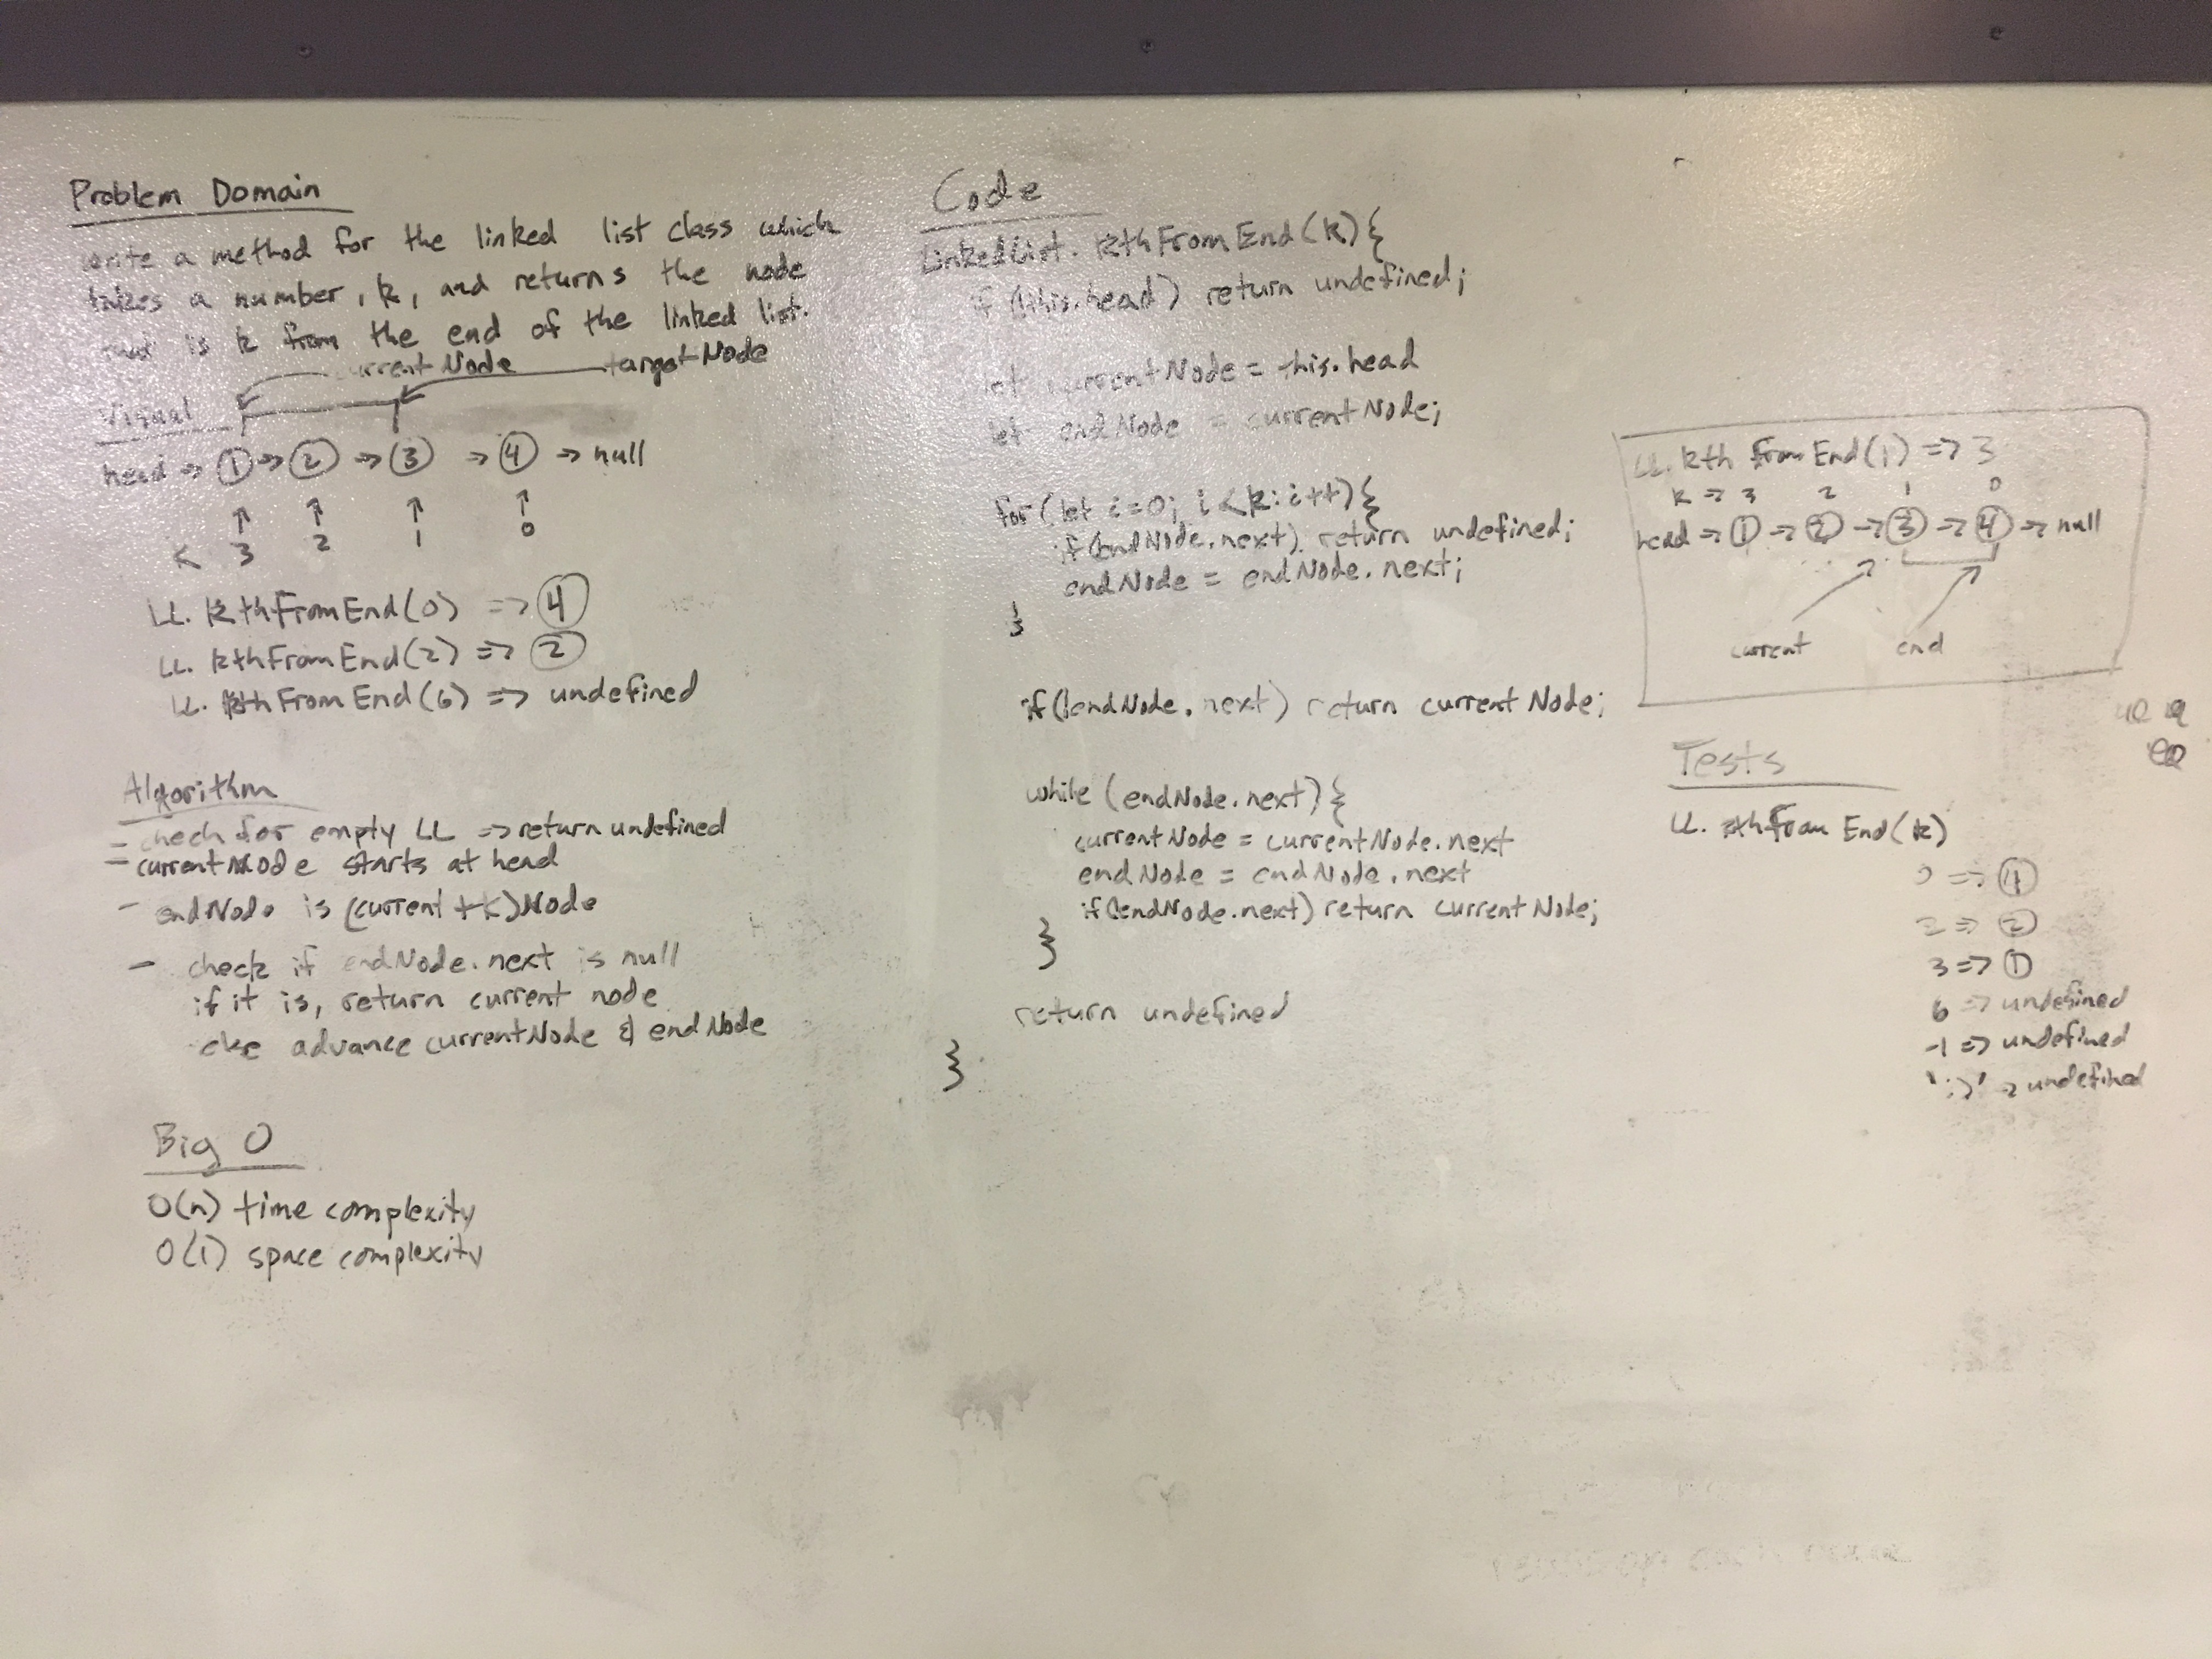 Problem Domain
write a method for the linked list class which
takes a number, k, and returns the node
that is k from the end of the linked list.
currentNode targetNode
Visual
head => 1 => 2 => 3 => 4 => null
↑ ↑ ↑ ↑
K 3 2 1 0
LL. kthFromEnd(0) => 4
LL. kthFromEnd(2) => 2
LL. kthFromEnd(6) => undefined
Algorithm
- check for empty LL => return undefined
- currentNode starts at head
- endNode is (current + k)Node
- check if endNode.next is null
if it is, return current node
else advance currentNode & endNode
Big O
O(n) time complexity
O(1) space complexity
Code
LinkedList. kthFromEnd(k){
if (!this.head) return undefined;
let currentNode = this.head
let endNode = currentNode;
for(let i=0; i<k; i++){
if(!endNode.next) return undefined;
endNode = endNode.next;
}
if(!endNode.next) return currentNode;
while (endNode.next){
currentNode = currentNode.next
endNode = endNode.next
if(!endNode.next) return currentNode;
}
return undefined
}
LL. kth From End(1) => 3
K => 3 2 1 0
head => 1 => 2 => 3 => 4 => null
current end
Tests
LL. kthFrom End(k)
0 => 4
2 => 2
3 => 1
6 => undefined
-1 => undefined
':)' => undefined